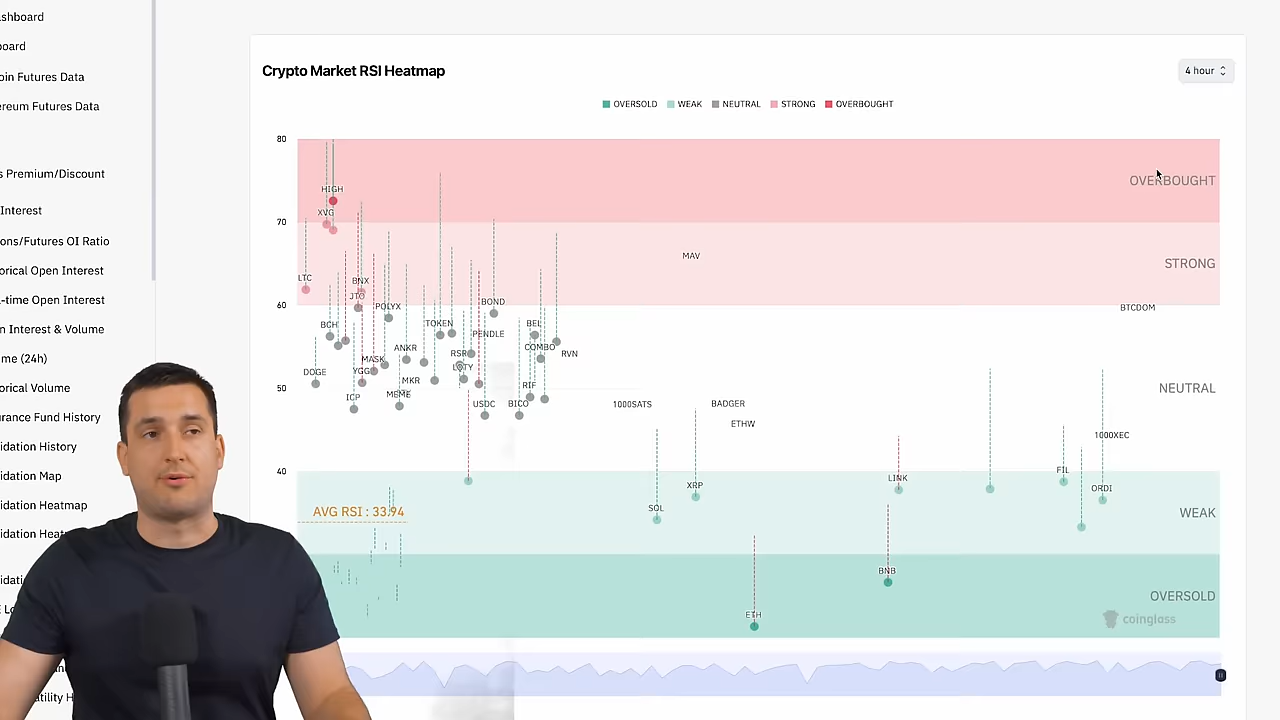 shboard
oard
oin Futures Data
ereum Futures Data
s Premium/Discount
Interest
ons/Futures OI Ratio
orical Open Interest
-time Open Interest
n Interest & Volume
me (24h)
orical Volume
urance Fund History
idation History
idation Map
idation Heatmap
idation Heat
Crypto Market RSI Heatmap
4 hour
OVERSOLD WEAK NEUTRAL STRONG OVERBOUGHT
80
OVERBOUGHT
HIGH
XVG
70
MAV
STRONG
LTC
BNX
JTO
BOND
60
POLYX
BTCDOM
BCH
TOKEN
BEL
PENDLE
ANKR
COMBO
RSR
RVN
MASK
DOGE
YGG
LQTY
MKR
RIF
50
NEUTRAL
ICP
MEME
USDC
BICO
1000SATS
BADGER
ETHW
1000XEC
40
FIL
LINK
XRP
ORDI
SOL
AVG RSI : 33.94
WEAK
BNB
OVERSOLD
ETH
coinglass